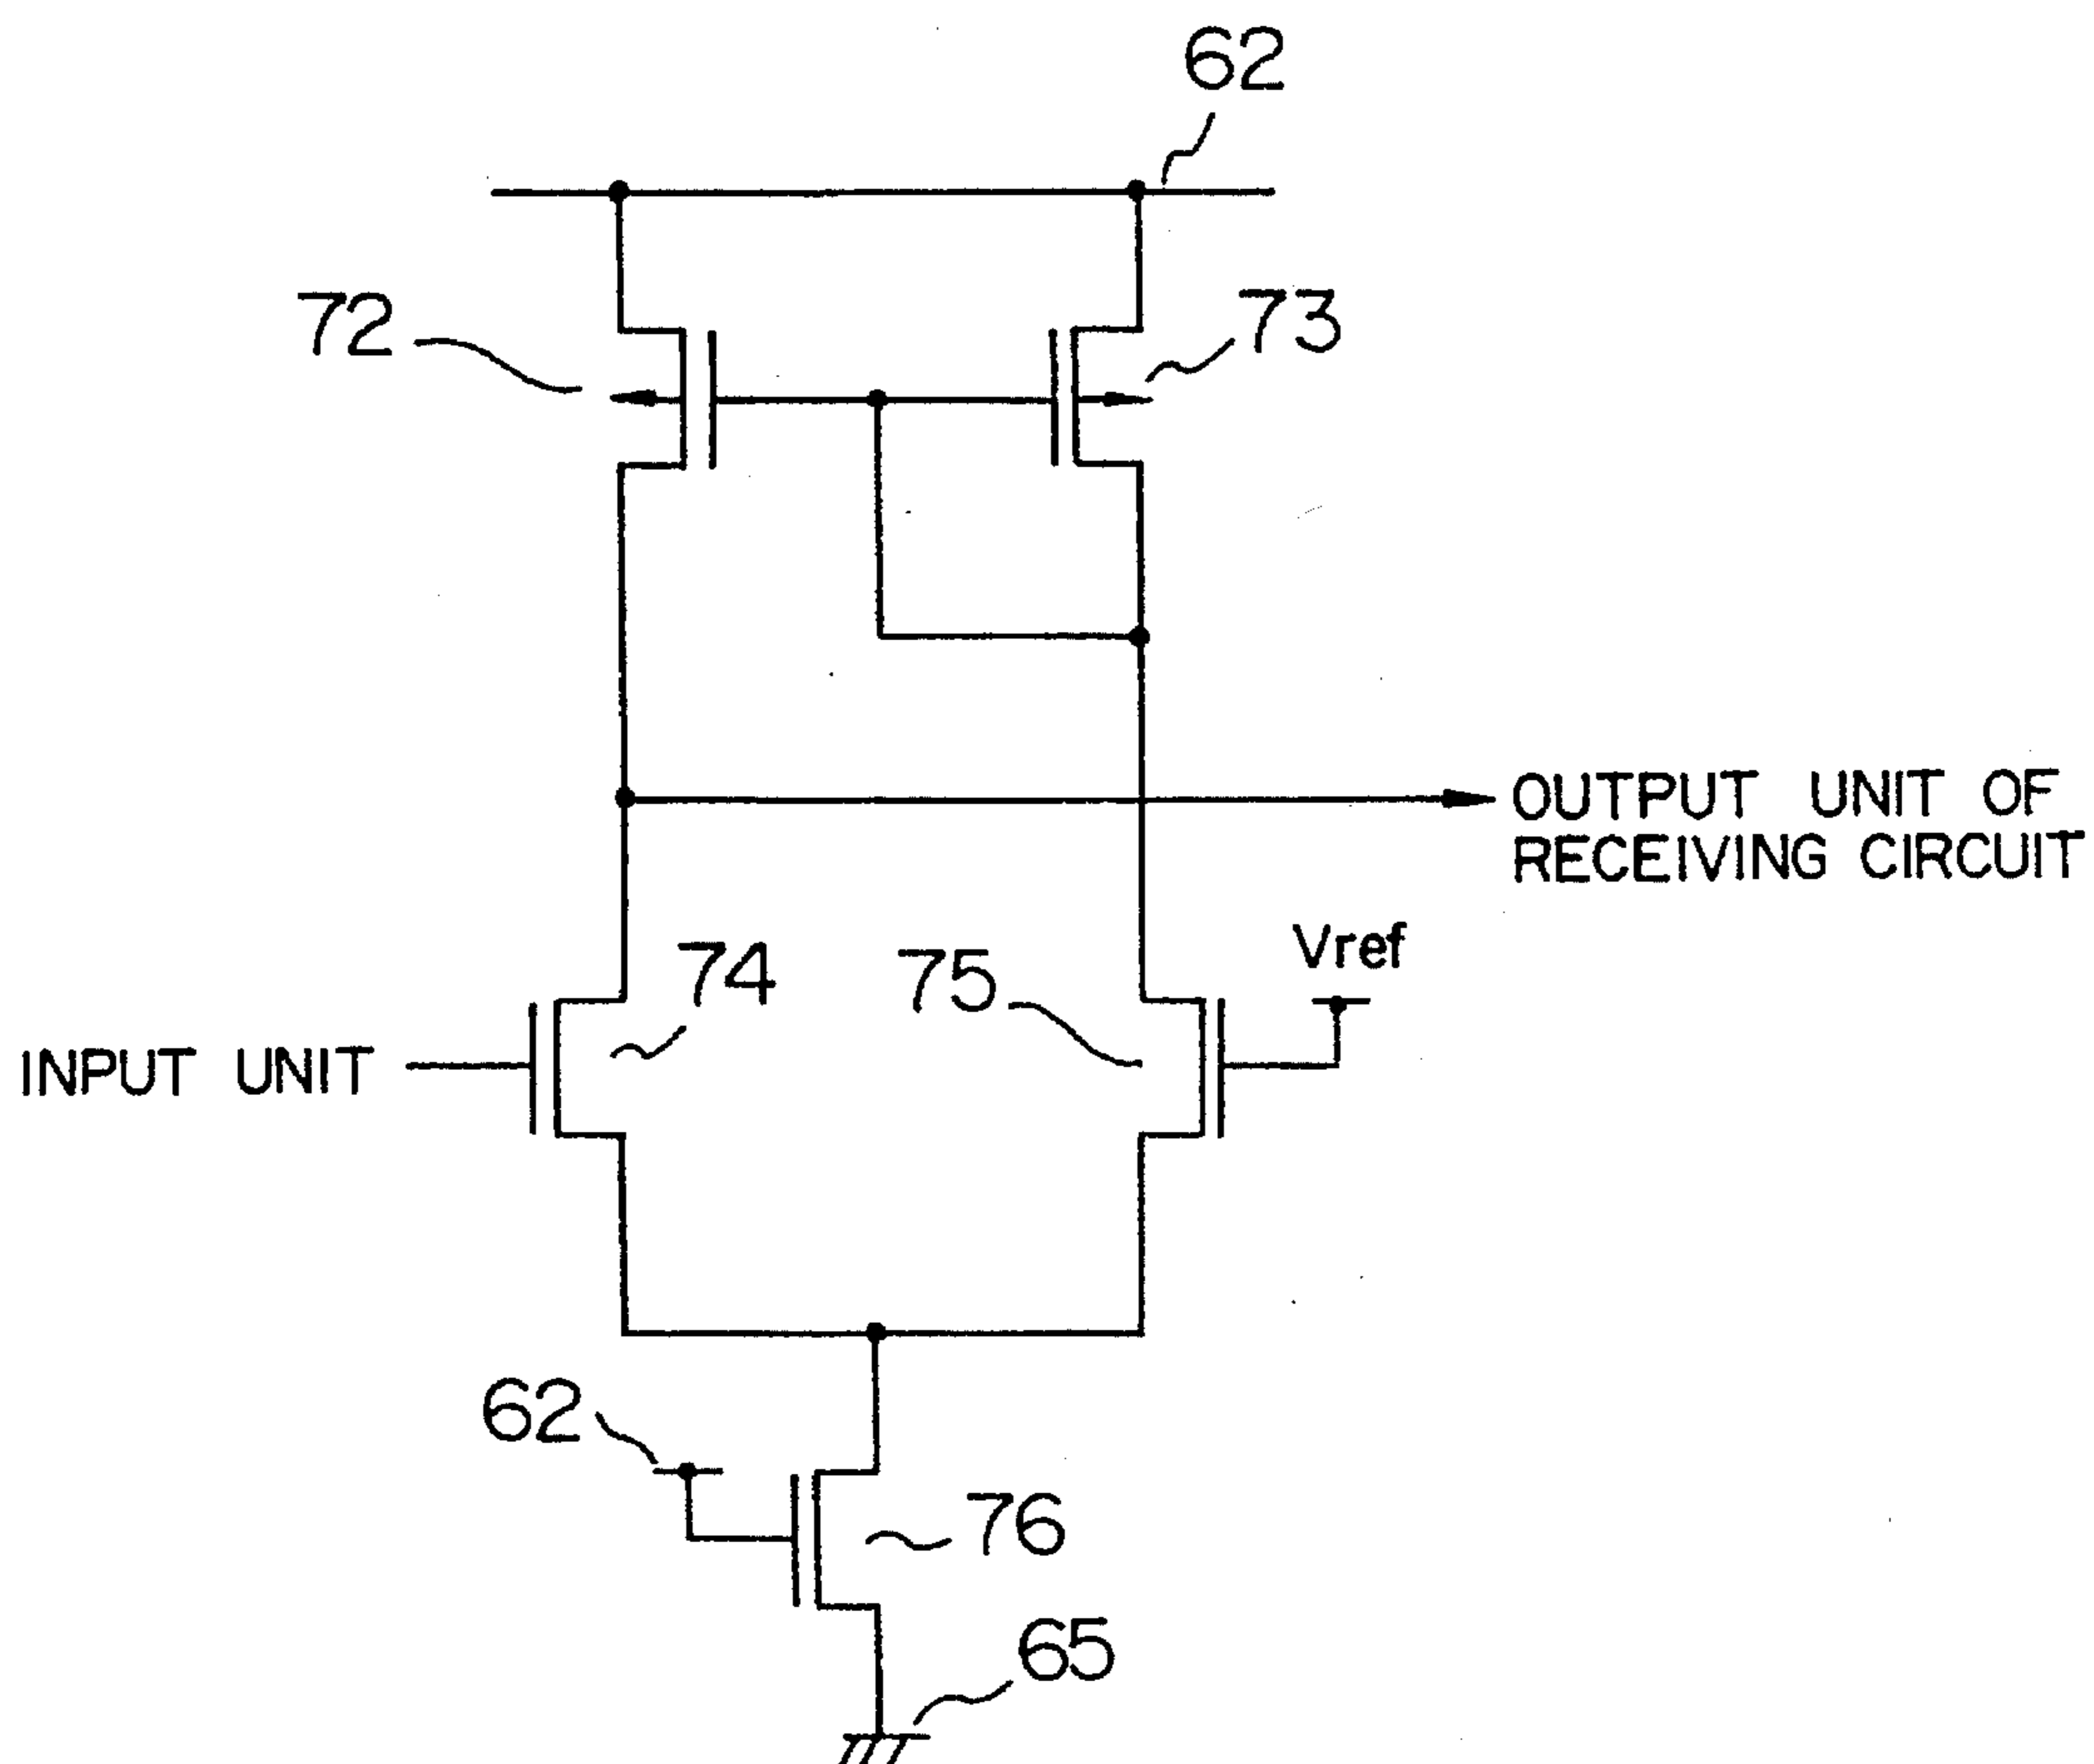 62
72
73
OUTPUT UNIT OF
RECEIVING CIRCUIT
Vref
74
75
INPUT UNIT
62
76
65